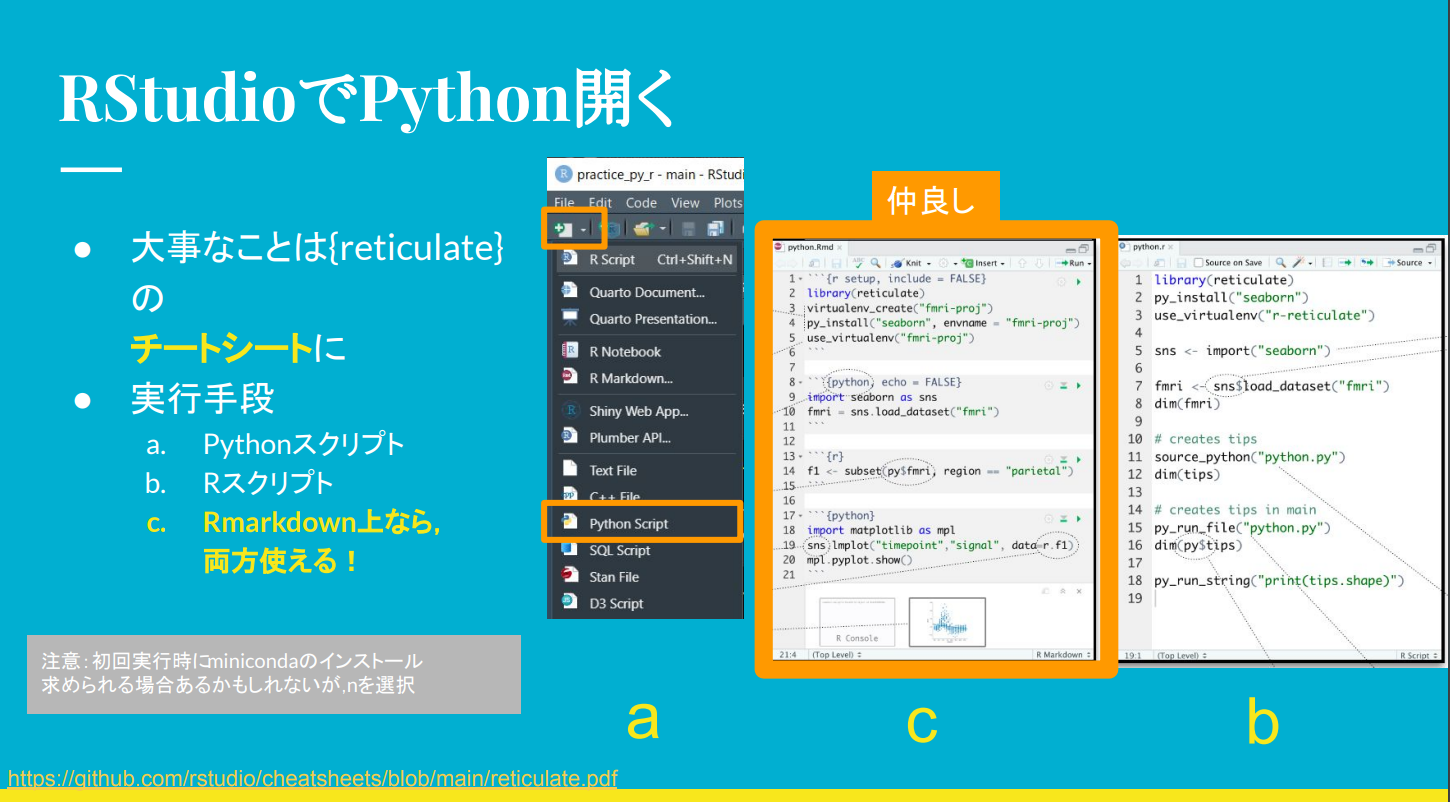 RStudioでPython開く
● 大事なことは{reticulate}
の
チートシートに
● 実行手段
a. Pythonスクリプト
b. Rスクリプト
c. Rmarkdown上なら,
両方使える！
注意：初回実行時にminicondaのインストール
求められる場合あるかもしれないが,nを選択
https://github.com/rstudio/cheatsheets/blob/main/reticulate.pdf
practice_py_r - main - RStudi
File Edit Code View Plots
R Script Ctrl+Shift+N
Quarto Document...
Quarto Presentation...
R Notebook
R Markdown...
Shiny Web App...
Plumber API...
Text File
C++ File
Python Script
SQL Script
Stan File
D3 Script
a
仲良し
python.Rmd
Knit Insert Run
1 ```{r setup, include = FALSE}
2 library(reticulate)
3 virtualenv_create("fmri-proj")
4 py_install("seaborn", envname = "fmri-proj")
5 use_virtualenv("fmri-proj")
6 ```
7
8 ```{python, echo = FALSE}
9 import seaborn as sns
10 fmri = sns.load_dataset("fmri")
11 ```
12
13 ```{r}
14 f1 <- subset(py$fmri, region == "parietal")
15 ```
16
17 ```{python}
18 import matplotlib as mpl
19 sns.lmplot("timepoint","signal", data=r.f1)
20 mpl.pyplot.show()
21 ```
R Console
21:4 (Top Level) R Markdown
c
python.r
Source on Save Source
1 library(reticulate)
2 py_install("seaborn")
3 use_virtualenv("r-reticulate")
4
5 sns <- import("seaborn")
6
7 fmri <- sns$load_dataset("fmri")
8 dim(fmri)
9
10 # creates tips
11 source_python("python.py")
12 dim(tips)
13
14 # creates tips in main
15 py_run_file("python.py")
16 dim(py$tips)
17
18 py_run_string("print(tips.shape)")
19
19:1 (Top Level) R Script
b